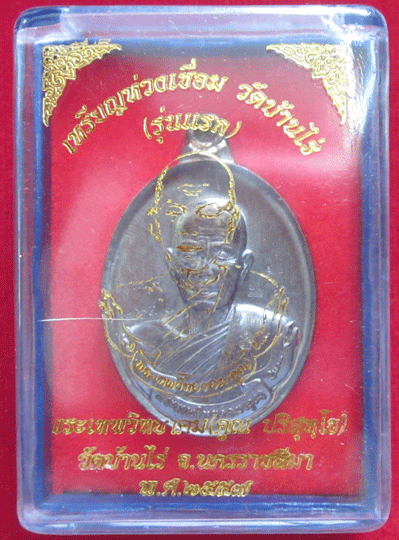 เหรียญห่วงเชื่อม วัดบ้านไร่
(รุ่นแรก)
พระเทพวิทยาคม(คูณ ปริสุทฺโธ)
วัดบ้านไร่ จ.นครราชสีมา
พ.ศ.๒๕๕๗